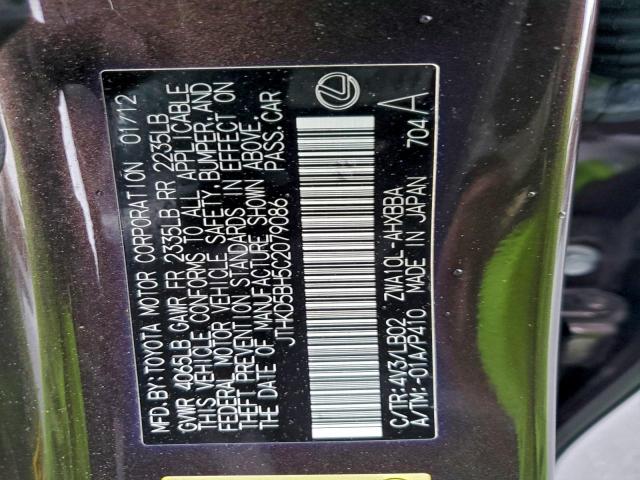 MFD.BY:TOYOTA MOTOR CORPORATION 01/12
GVWR 4065LB GAWR FR 2335LB RR 2235LB
THIS VEHICLE CONFORMS TO ALL APPLICABLE
FEDERAL MOTOR VEHICLE SAFETY, BUMPER, AND
THEFT PREVENTION STANDARDS IN EFFECT ON
THE DATE OF MANUFACTURE SHOWN ABOVE.
JTHKD5BH5C2079086 PASS.CAR
C/TR:4V3/LB02 ZWA10L-AHXBBA
A/TM:-01A/P410 MADE IN JAPAN 704A